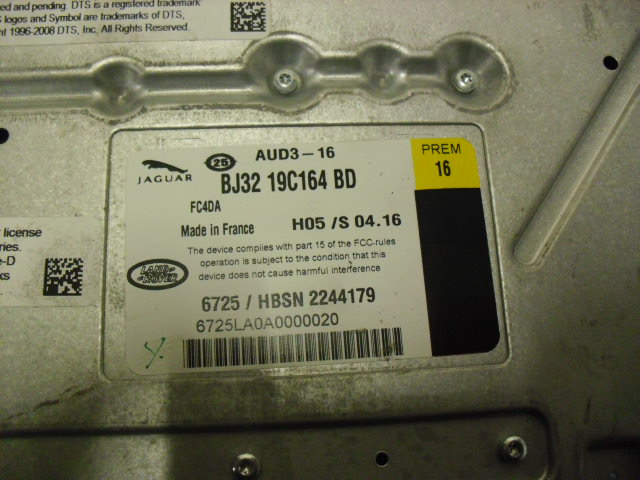 ed and pending. DTS is a registered trademark
S logos and Symbol are trademarks of DTS,
ht 1996-2008 DTS, Inc. All Rights Reserved.
JAGUAR
25
AUD3-16
BJ32 19C164 BD
FC4DA
Made in France
H05 /S 04.16
The device complies with part 15 of the FCC-rules
operation is subject to the condition that this
device does not cause harmful interference
LAND ROVER
6725 / HBSN 2244179
6725LA0A0000020
Y.
PREM
16
license
ries.
e-D
ks